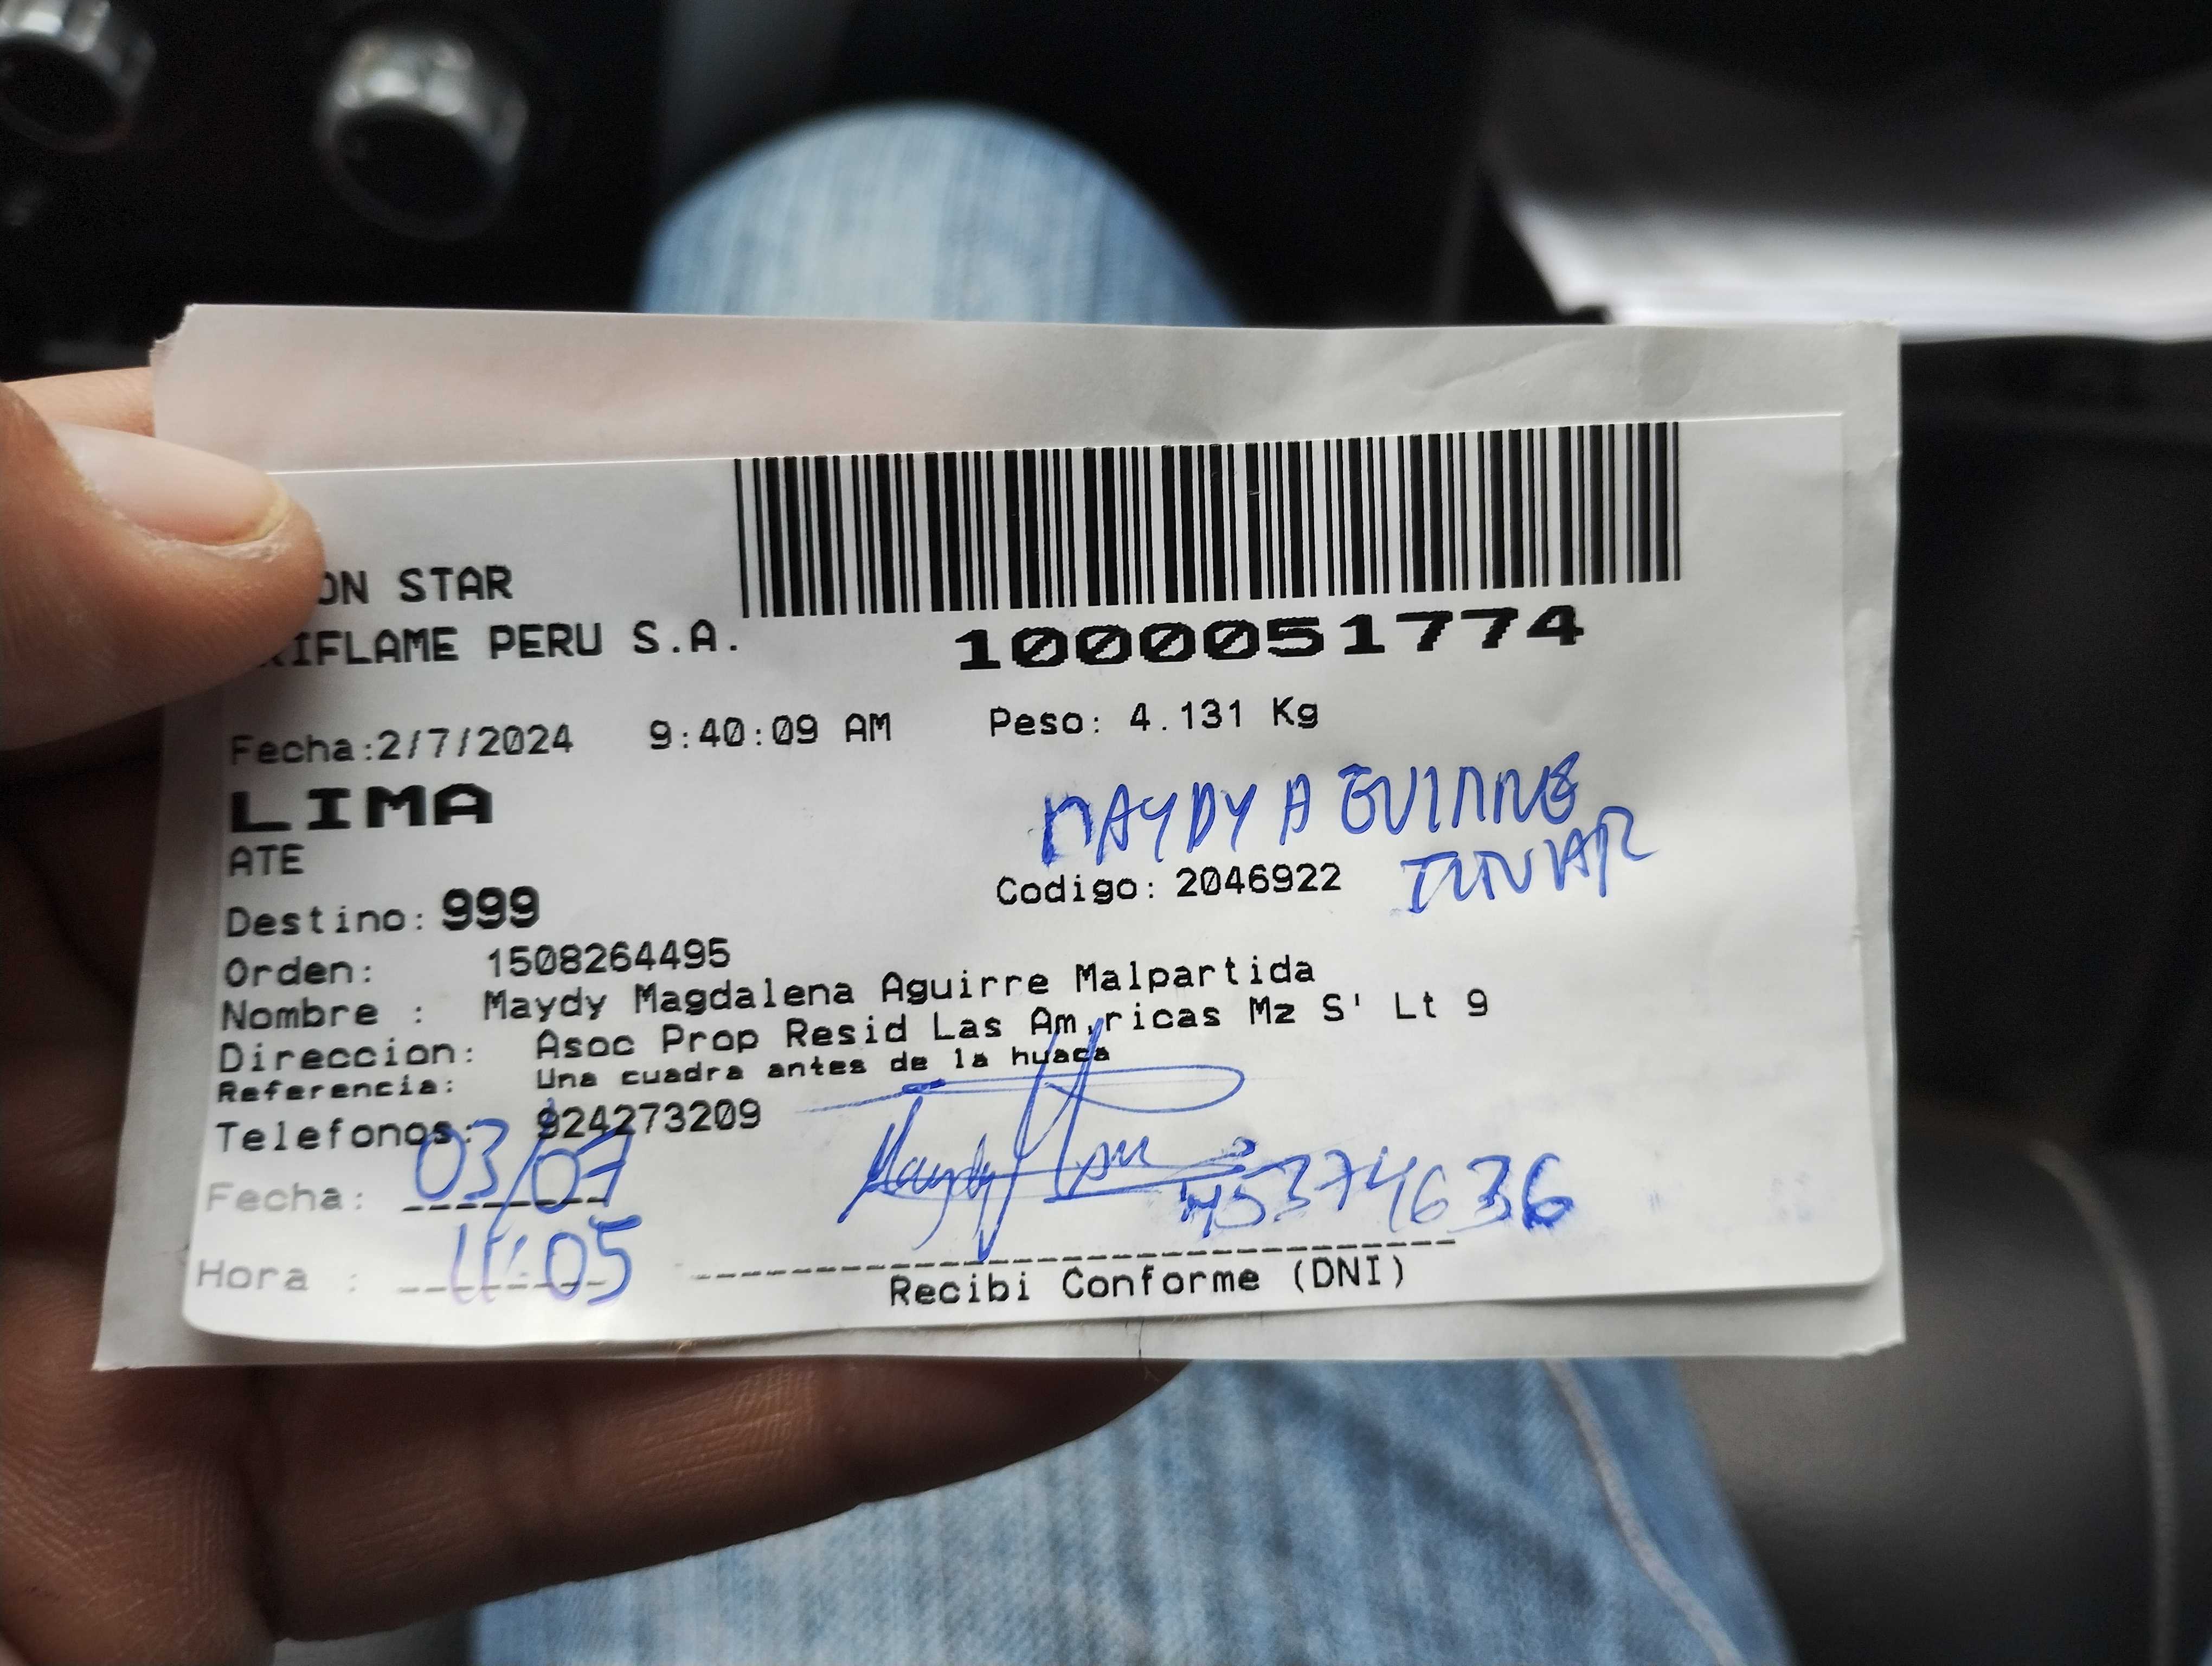 ON STAR
RIFLAME PERU S.A.
1000051774
Fecha:2/7/2024 9:40:09 AM Peso: 4.131 Kg
LIMA
MAYDY AGUIRRE
ATE
Destino: 999 Codigo: 2046922
Orden: 1508264495
Nombre : Maydy Magdalena Aguirre Malpartida
Direccion: Asoc Prop Resid Las Am,ricas Mz S' Lt 9
Referencia: Una cuadra antes de la huaca
Telefonos: 924273209
Fecha: 03/07 45374636
Hora : 11:05
Recibi Conforme (DNI)